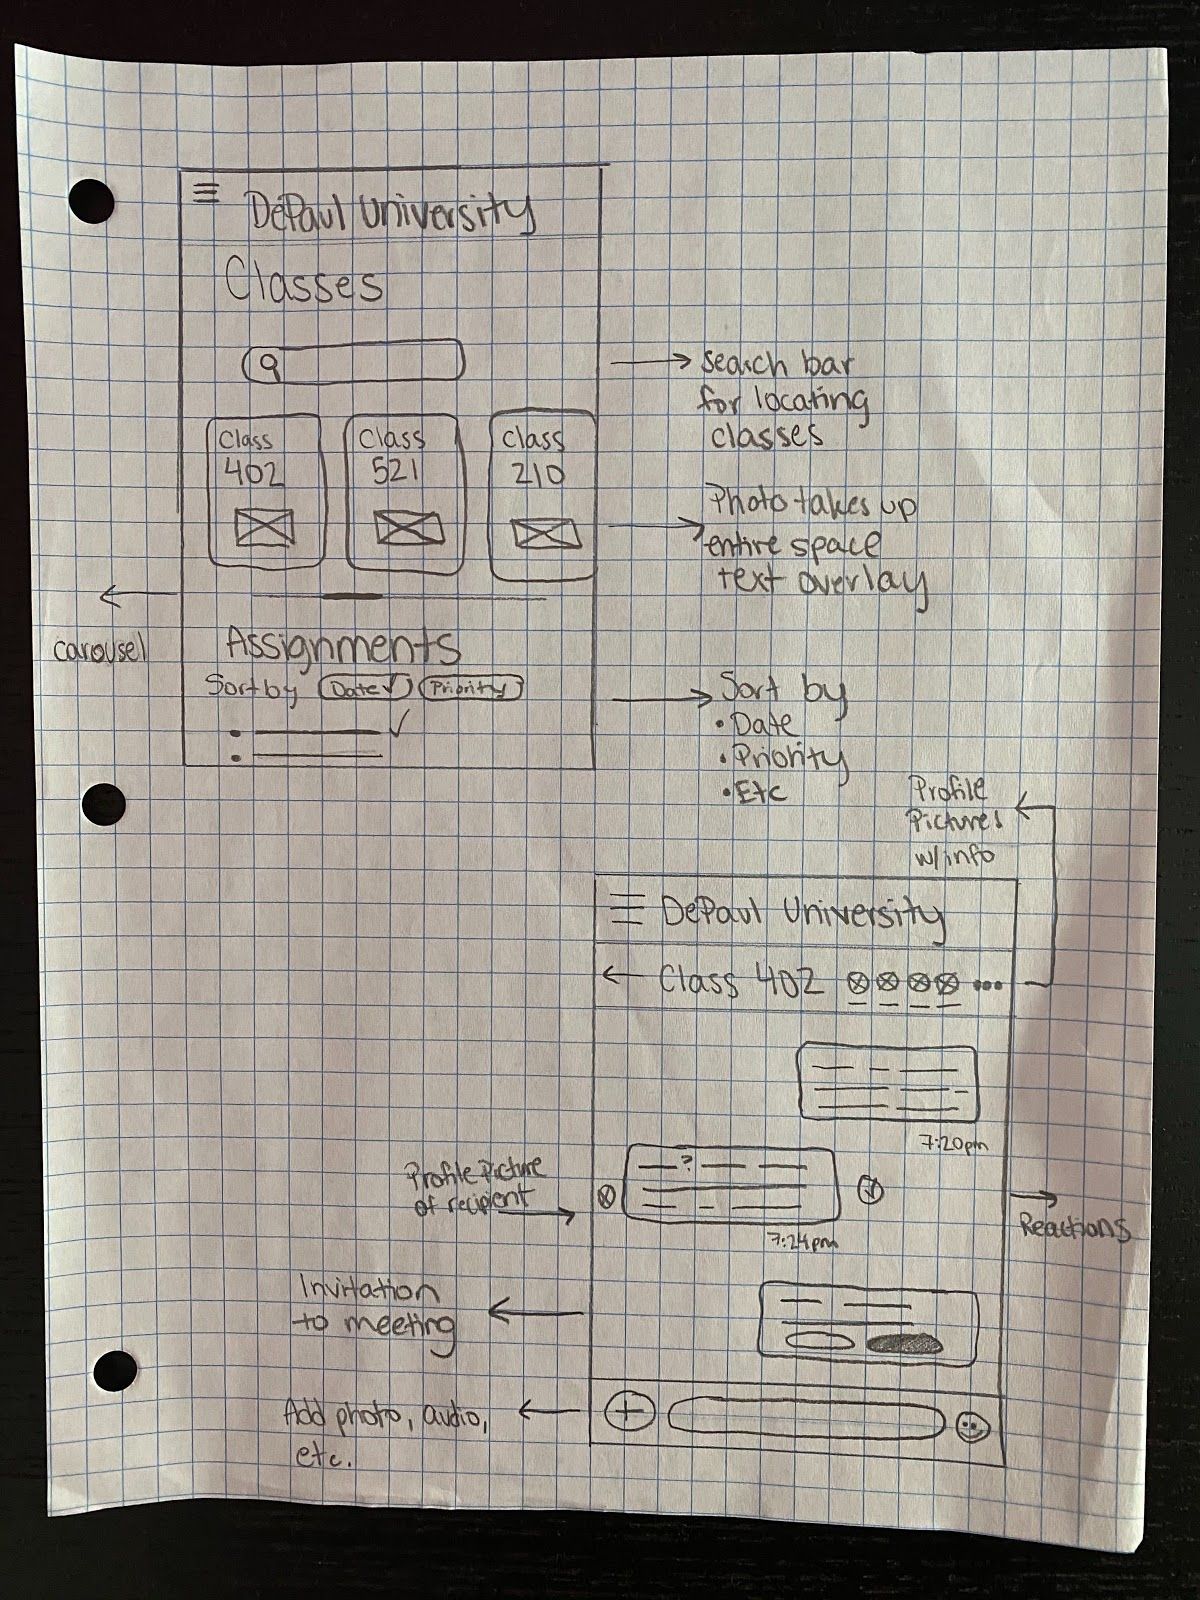 DePaul University
Classes
Class
402
Class
521
Class
210
search bar
for locating
classes
Photo takes up
entire space
text overlay
carousel
Assignments
Sort by Date ✓ Priority
Sort by
• Date
• Priority
• Etc
Profile
Pictures
w/info
DePaul University
Class 402
7:20pm
?
7:24pm
Profile Picture
of recipient
Reactions
Invitation
to meeting
Add photo, audio,
etc.